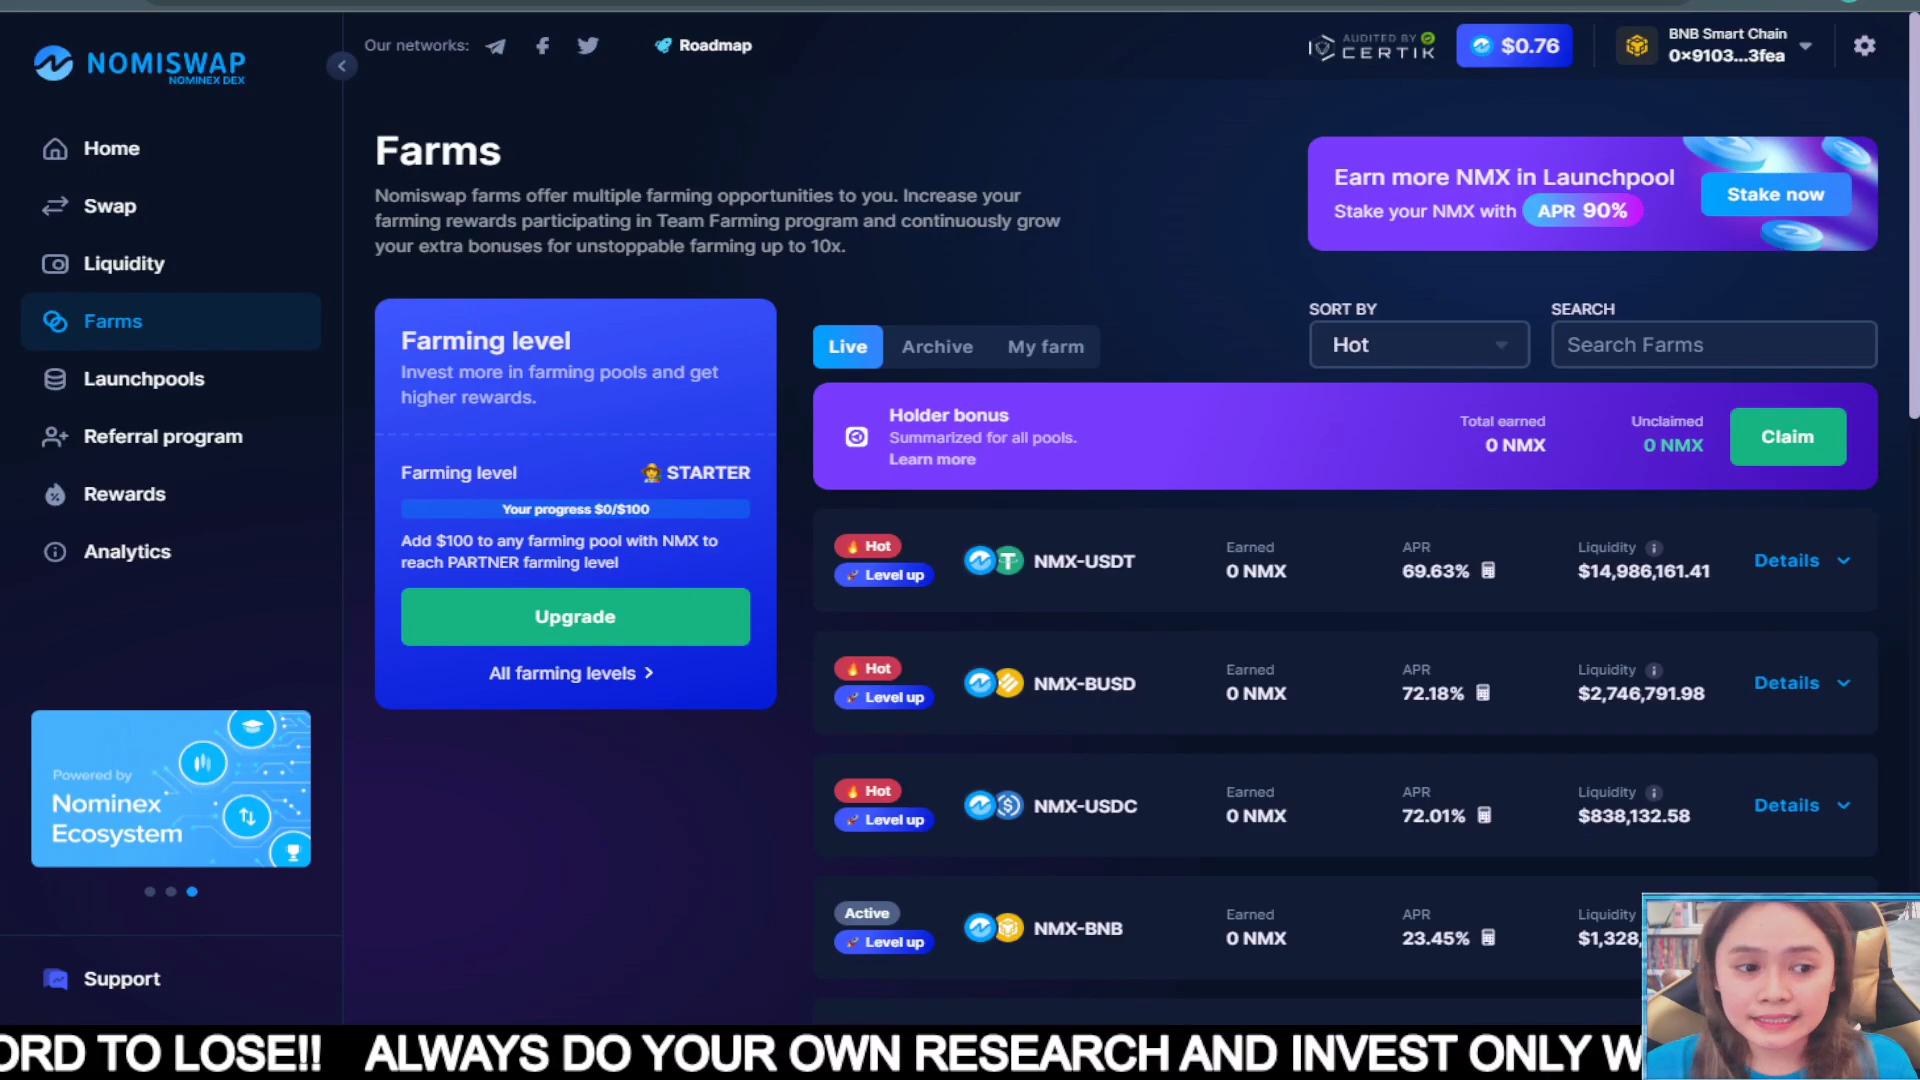 NOMISWAP
NOMINEX DEX
Our networks:
Roadmap
AUDITED BY
CERTIK
$0.76
BNB Smart Chain
0×9103...3fea
Home
Swap
Liquidity
Farms
Launchpools
Referral program
Rewards
Analytics
Powered by
Nominex
Ecosystem
Support
Farms
Nomiswap farms offer multiple farming opportunities to you. Increase your
farming rewards participating in Team Farming program and continuously grow
your extra bonuses for unstoppable farming up to 10x.
Earn more NMX in Launchpool
Stake your NMX with APR 90%
Stake now
Farming level
Invest more in farming pools and get
higher rewards.
Farming level STARTER
Your progress $0/$100
Add $100 to any farming pool with NMX to
reach PARTNER farming level
Upgrade
All farming levels
Live Archive My farm
SORT BY
Hot
SEARCH
Search Farms
Holder bonus
Summarized for all pools.
Learn more
Total earned
0 NMX
Unclaimed
0 NMX
Claim
Hot
Level up
NMX-USDT
Earned
0 NMX
APR
69.63%
Liquidity
$14,986,161.41
Details
Hot
Level up
NMX-BUSD
Earned
0 NMX
APR
72.18%
Liquidity
$2,746,791.98
Details
Hot
Level up
NMX-USDC
Earned
0 NMX
APR
72.01%
Liquidity
$838,132.58
Details
Active
Level up
NMX-BNB
Earned
0 NMX
APR
23.45%
Liquidity
$1,328,
ORD TO LOSE!! ALWAYS DO YOUR OWN RESEARCH AND INVEST ONLY W